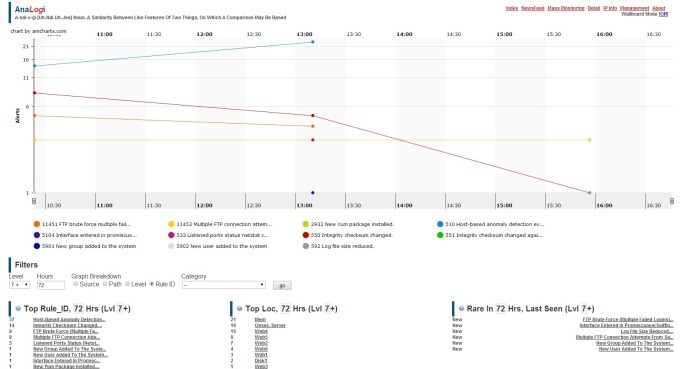 AnaLogi
A-nal-o-gi [Uh-Nal-Uh-Jee] Noun. A Similarity Between Like Features Of Two Things, On Which A Comparison May Be Based
Index NewsFeed Mass Monitoring Detail IP Info Management About
Wallboard Mode (Off)
chart by amcharts.com
11:00 11:30 12:00 12:30 13:00 13:30 14:00 14:30 15:00 15:30 16:00 16:30
21
16
11
6
1
Alerts
10:30 11:00 11:30 12:00 12:30 13:00 13:30 14:00 14:30 15:00 15:30 16:00 16:30
11451 FTP brute force multiple fail... 11452 Multiple FTP connection attem... 2932 New Yum package installed. 510 Host-based anomaly detection ev...
5104 Interface entered in promiscuo... 533 Listened ports status netstat c... 550 Integrity checksum changed. 551 Integrity checksum changed agai...
5901 New group added to the system 5902 New user added to the system 592 Log file size reduced.
Filters
Level Hours Graph Breakdown Category
7 + 72 Source Path Level Rule ID -- go
Top Rule_ID, 72 Hrs (Lvl 7+)
37 Host-Based Anomaly Detection...
14 Integrity Checksum Changed...
9 FTP Brute Force (Multiple Fa...
9 Multiple FTP Connection Atte...
3 Listened Ports Status (Netst...
1 New Group Added To The Syste...
1 New User Added To The System...
1 Interface Entered In Promisc...
1 New Yum Package Installed...
Top Loc, 72 Hrs (Lvl 7+)
21
16 Ossec-Server
15 Web4
9 Web5
7 Web2
4 Web6
1
2 Disk1
1 Web3
Rare In 72 Hrs, Last Seen (Lvl 7+)
New FTP Brute Force (Multiple Failed Logins)...
New Interface Entered In Promiscuous(Sniffin...
New Log File Size Reduced...
New Multiple FTP Connection Attempts From Sa...
New New Group Added To The System...
New New User Added To The System...